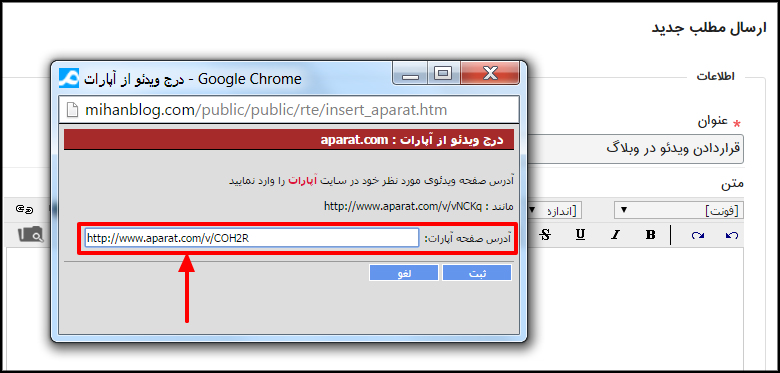 ارسال مطلب جدید
اطلاعات
* عنوان
قراردادن ویدئو در وبلاگ
متن
[فونت]
[اندازه
S U I B
درج ویدئو از آپارات - Google Chrome
mihanblog.com/public/public/rte/insert_aparat.htm
درج ویدئو از آپارات : aparat.com
آدرس صفحه ویدئوی مورد نظر خود در سایت آپارات را وارد نمایید
مانند : http://www.aparat.com/v/vNCKq
آدرس صفحه آپارات: http://www.aparat.com/v/COH2R
ثبت لغو